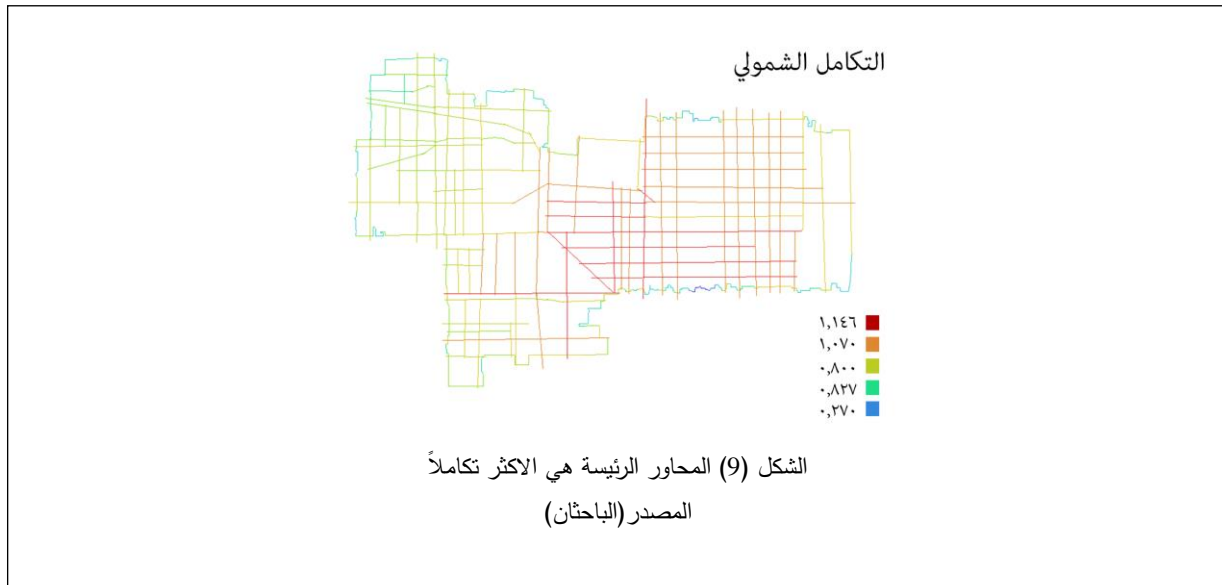 التكامل الشمولي
١,١٤٦
١,٠٧٠
٠,٨٠٠
٠,٨٢٧
٠,٢٧٠
الشكل (9) المحاور الرئيسة هي الاكثر تكاملاً
المصدر(الباحثان)